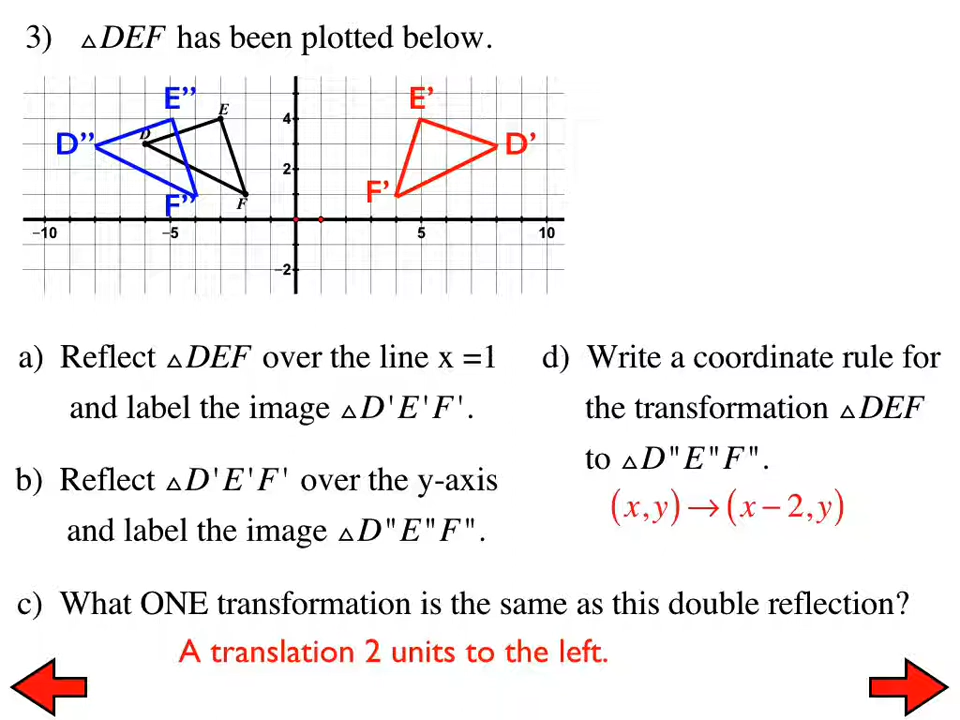 3) △DEF has been plotted below.
E''
E
E'
4
D''
D
D'
2
F''
F
F'
−10
−5
5
10
−2
a) Reflect △DEF over the line x =1
and label the image △D'E'F'.
b) Reflect △D'E'F' over the y-axis
and label the image △D"E"F".
d) Write a coordinate rule for
the transformation △DEF
to △D"E"F".
(x,y)→(x−2,y)
c) What ONE transformation is the same as this double reflection?
A translation 2 units to the left.